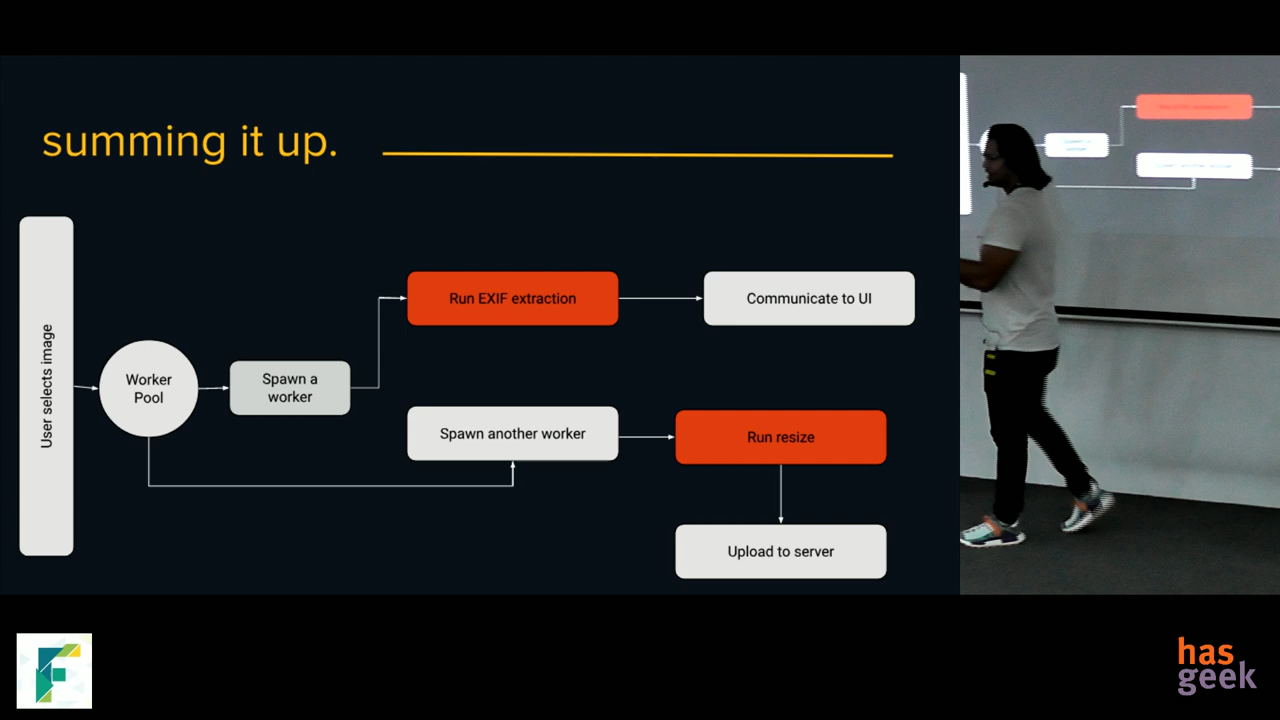 summing it up.
User selects image
Worker
Pool
Spawn a
worker
Run EXIF extraction
Communicate to UI
Spawn another worker
Run resize
Upload to server
F
has
geek